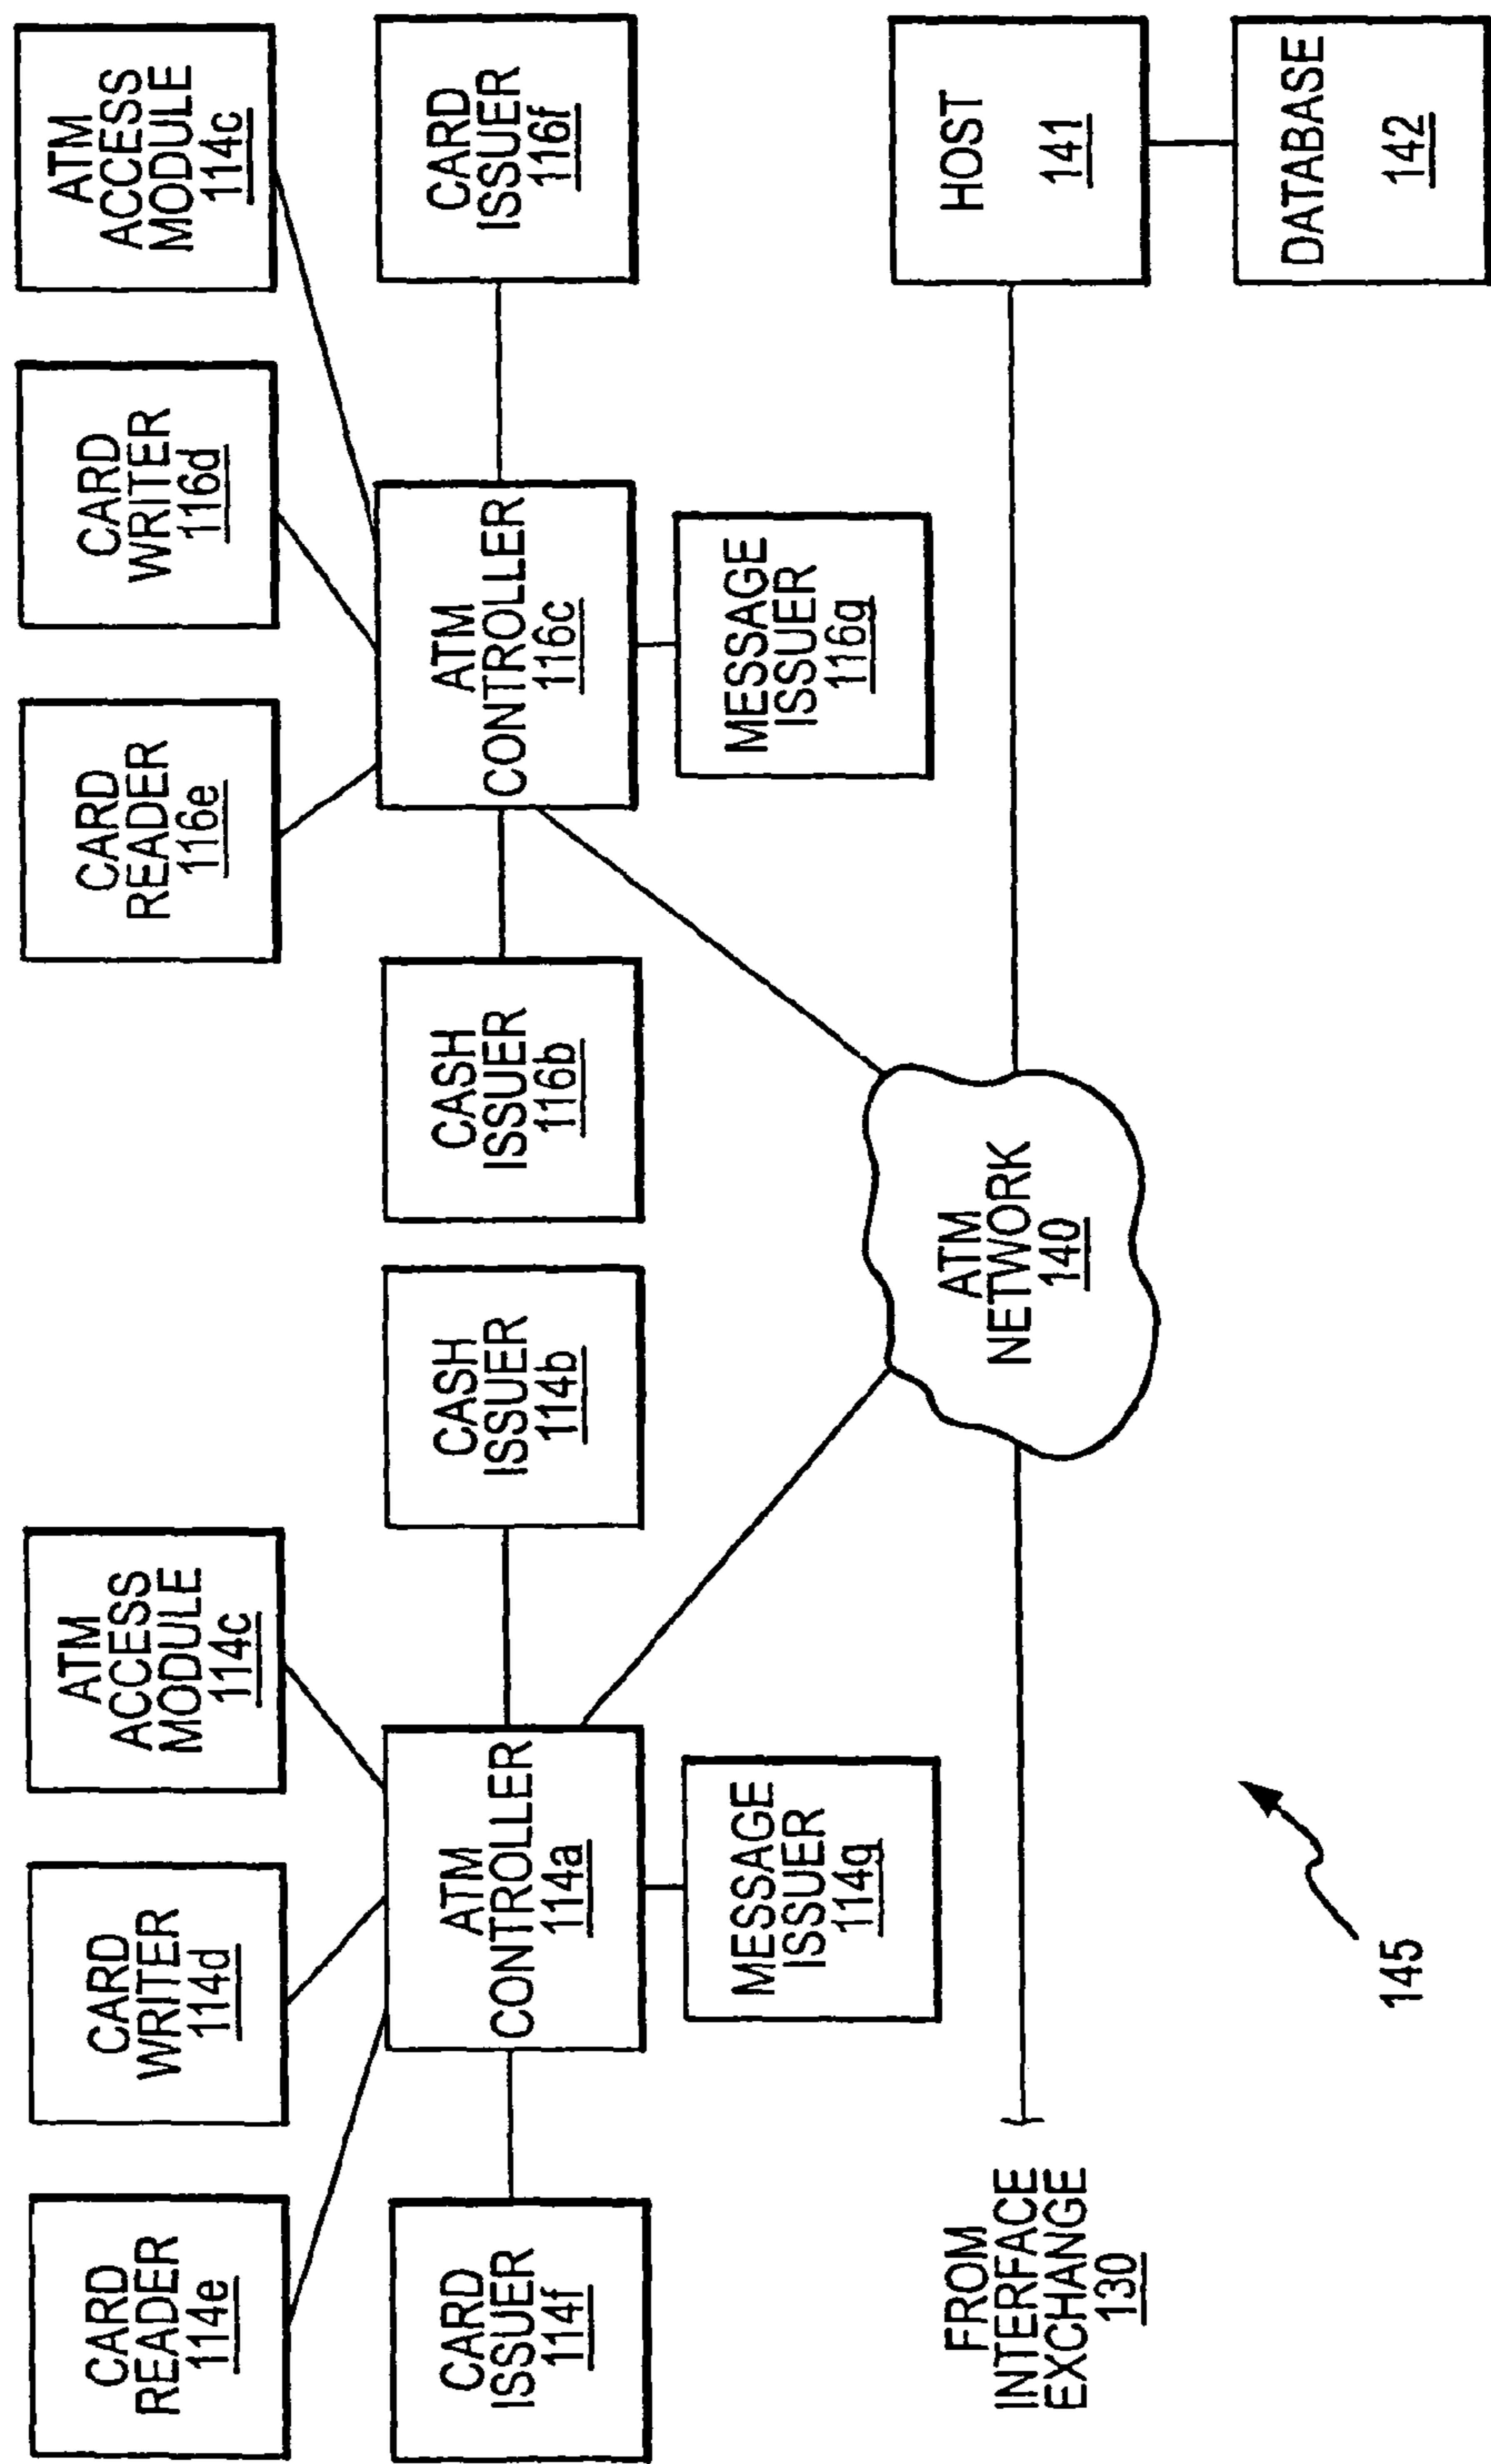 CARD
READER
114e
CARD
WRITER
114d
ATM
ACCESS
MODULE
114c
CARD
READER
116e
CARD
WRITER
116d
ATM
ACCESS
MODULE
114c
CARD
ISSUER
114f
ATM
CONTROLLER
114a
CASH
ISSUER
114b
CASH
ISSUER
116b
ATM
CONTROLLER
116c
CARD
ISSUER
116f
MESSAGE
ISSUER
114g
MESSAGE
ISSUER
116g
FROM
INTERFACE
EXCHANGE
130
ATM
NETWORK
140
HOST
141
DATABASE
142
145